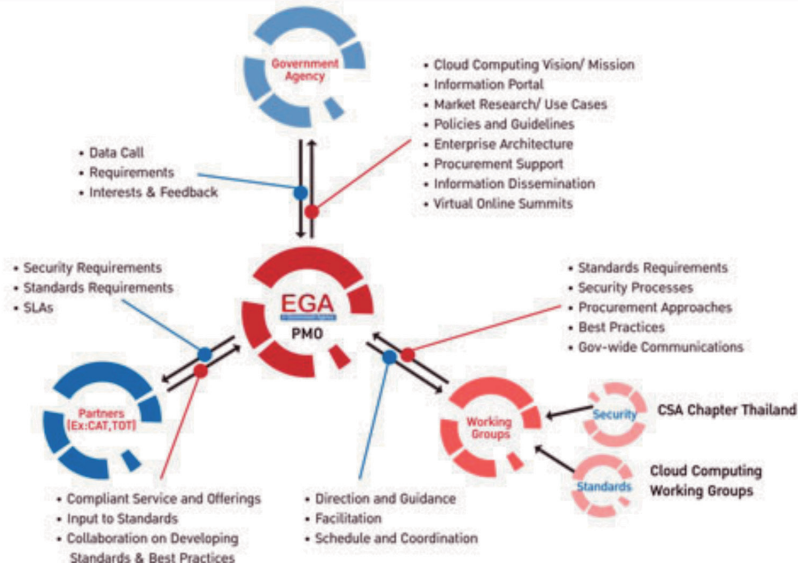 Government
Agency
• Cloud Computing Vision/ Mission
• Information Portal
• Market Research/ Use Cases
• Policies and Guidelines
• Enterprise Architecture
• Procurement Support
• Information Dissemination
• Virtual Online Summits
• Data Call
• Requirements
• Interests & Feedback
• Security Requirements
• Standards Requirements
• SLAs
EGA
PMO
• Standards Requirements
• Security Processes
• Procurement Approaches
• Best Practices
• Gov-wide Communications
Partners
(Ex:CAT,TOT)
Working
Groups
Security
CSA Chapter Thailand
Standards
Cloud Computing
Working Groups
• Compliant Service and Offerings
• Input to Standards
• Collaboration on Developing
Standards & Best Practices
• Direction and Guidance
• Facilitation
• Schedule and Coordination